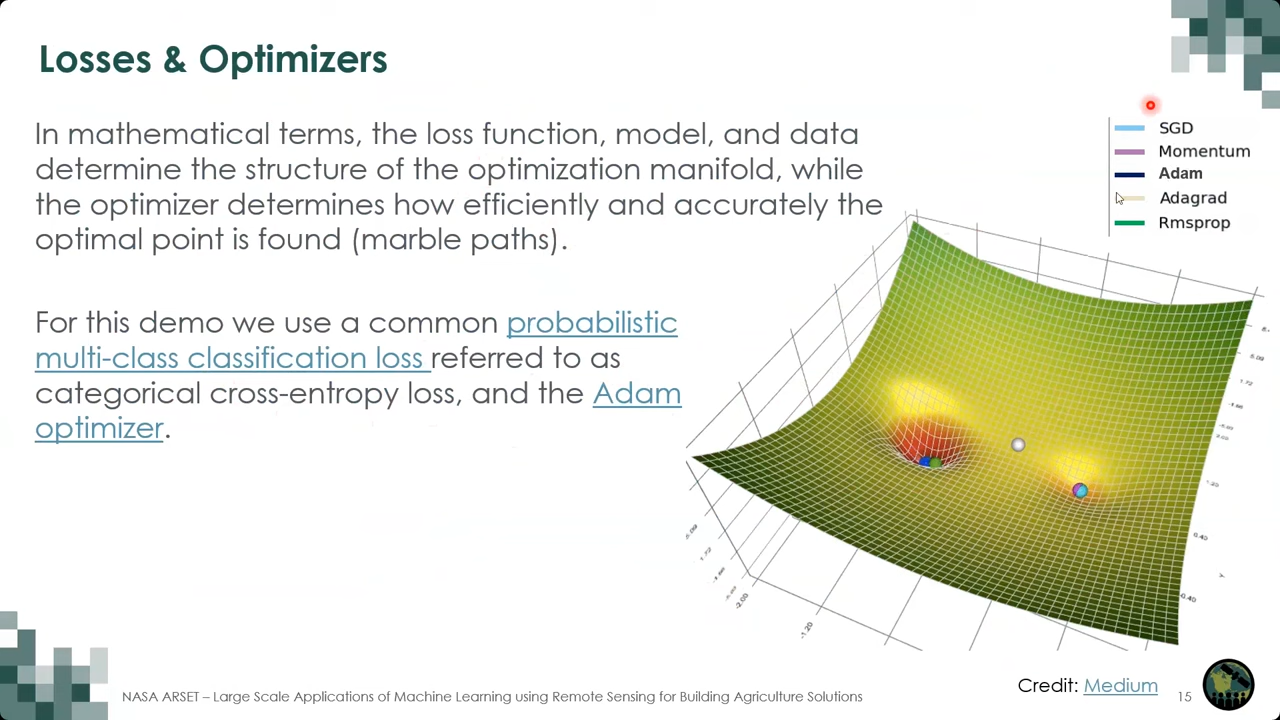 Losses & Optimizers
In mathematical terms, the loss function, model, and data
determine the structure of the optimization manifold, while
the optimizer determines how efficiently and accurately the
optimal point is found (marble paths).
For this demo we use a common probabilistic
multi-class classification loss referred to as
categorical cross-entropy loss, and the Adam
optimizer.
SGD
Momentum
Adam
Adagrad
Rmsprop
-2.00
-1.20
Credit: Medium
NASA ARSET – Large Scale Applications of Machine Learning using Remote Sensing for Building Agriculture Solutions
15